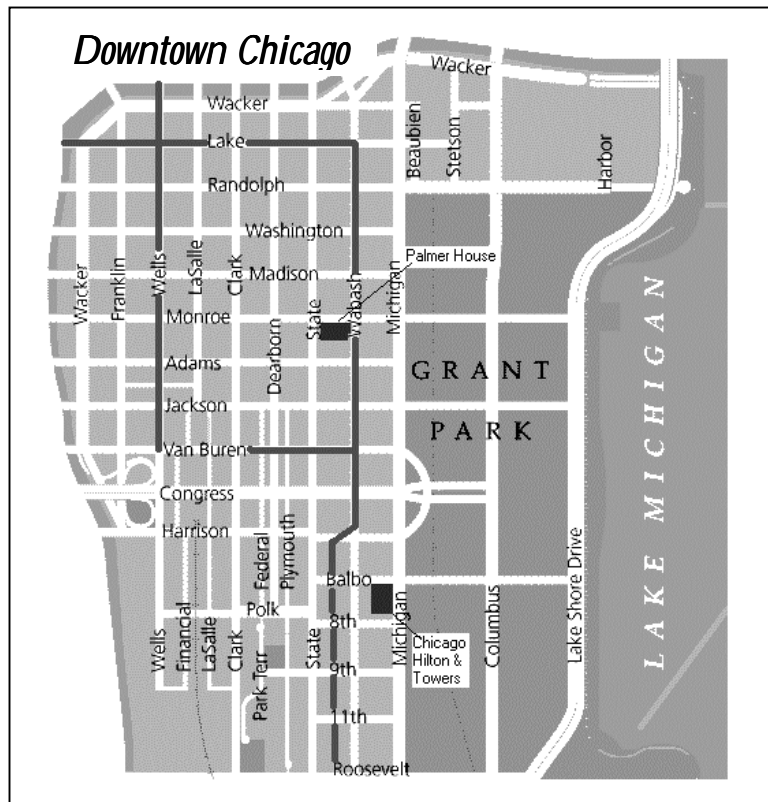 Downtown Chicago
Wacker
Wacker
Lake
Beaubien
Stetson
Harbor
Randolph
Washington
Palmer House
Wacker
Franklin
Wells
LaSalle
Clark
Madison
Wabash
Michigan
Monroe
State
Dearborn
Adams
GRANT
Jackson
PARK
Van Buren
LAKE MICHIGAN
Congress
Harrison
Federal
Plymouth
Balbo
Lake Shore Drive
Polk
8th
Wells
Financial
LaSalle
Clark
State
Michigan
Columbus
Chicago
Hilton &
Towers
9th
Park Terr
11th
Roosevelt